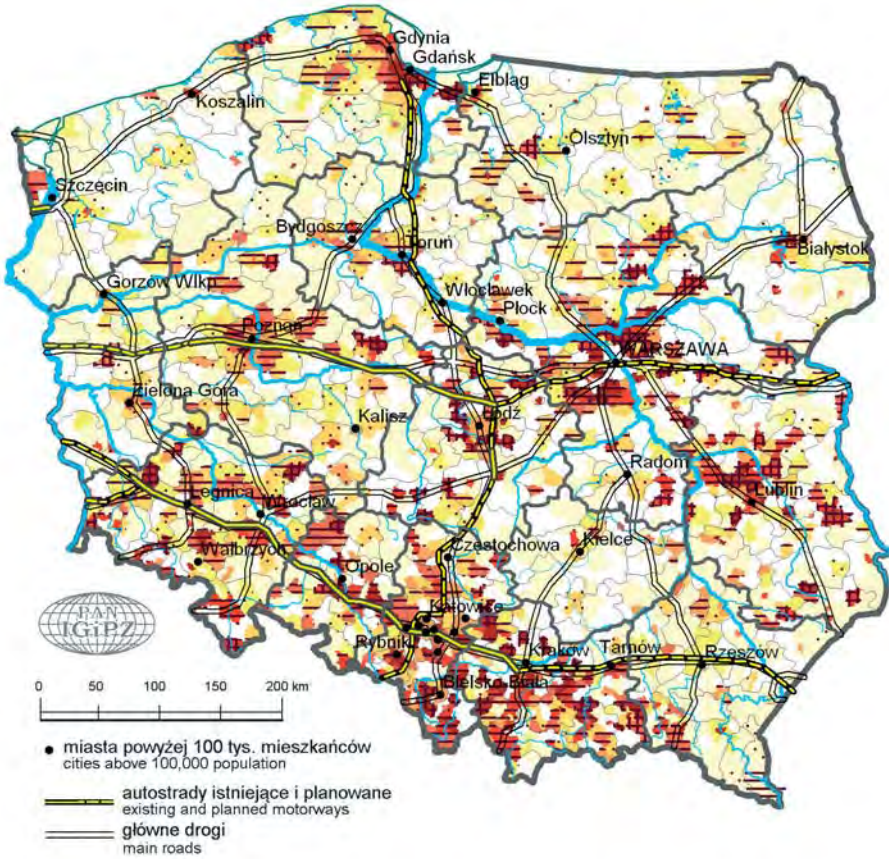 Gdynia
Gdańsk
Elbląg
Koszalin
Olsztyn
Szczecin
Bydgoszcz
Białystok
Toruń
Gorzów Wlkp.
Włocławek
Płock
Poznań
WARSZAWA
Zielona Góra
Kalisz
Łódź
Radom
Legnica
Wrocław
Lublin
Wałbrzych
Częstochowa
Kielce
Opole
PAN
IGiPZ
Katowice
Rybnik
Kraków
Tarnów
Rzeszów
0 50 100 150 200 km
Bielsko-Biała
miasta powyżej 100 tys. mieszkańców
cities above 100,000 population
autostrady istniejące i planowane
existing and planned motorways
główne drogi
main roads